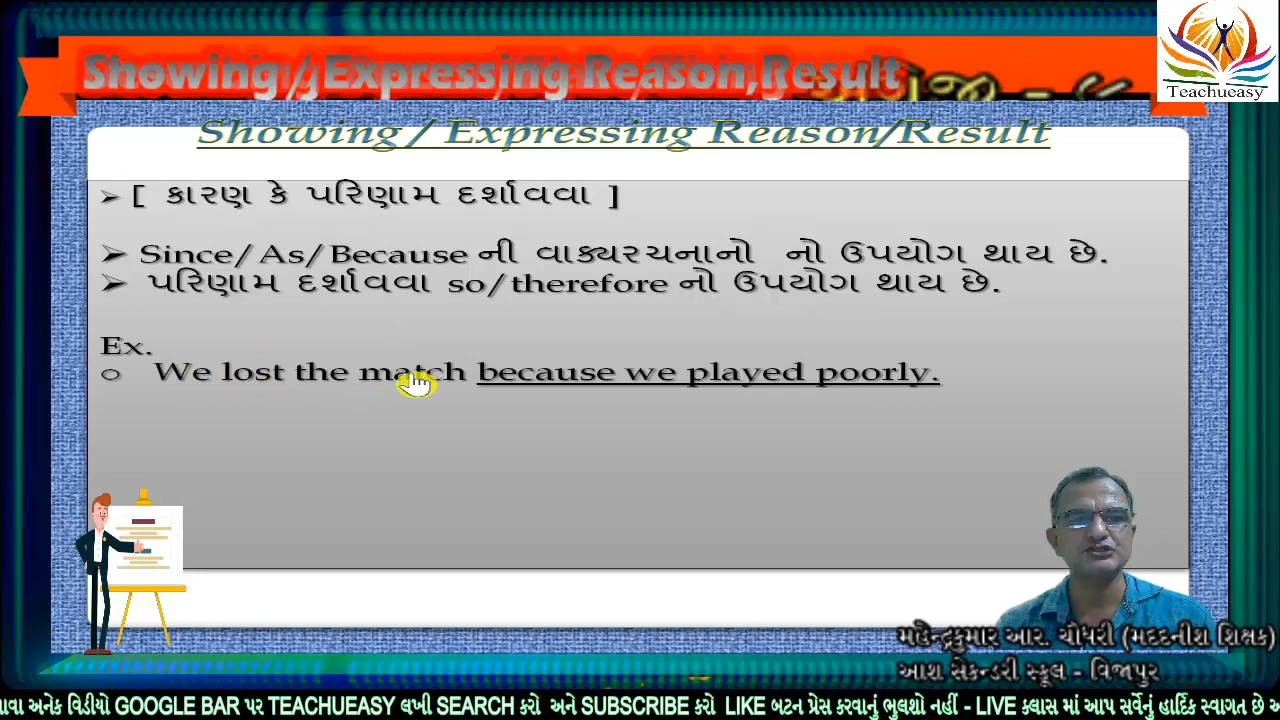 Showing / Expressing Reason,Result
Teachueasy
Showing / Expressing Reason/Result
➢ [ કારણ કે પરિણામ દર્શાવવા ]
➢ Since/As/Because ની વાક્યરચનાનો નો ઉપયોગ થાય છે.
➢ પરિણામ દર્શાવવા so/therefore નો ઉપયોગ થાય છે.
Ex.
○ We lost the match because we played poorly.
મહેન્દ્રકુમાર આર. ચૌધરી (મદદનીશ શિક્ષક)
આશ સેકન્ડરી સ્કૂલ - વિજાપુર
અનેક વિડીયો GOOGLE BAR પર TEACHUEASY લખી SEARCH કરો અને SUBSCRIBE કરો LIKE બટન પ્રેસ કરવાનું ભુલશો નહીં - LIVE ક્લાસ માં આપ સર્વેનું હાર્દિક સ્વાગત છે